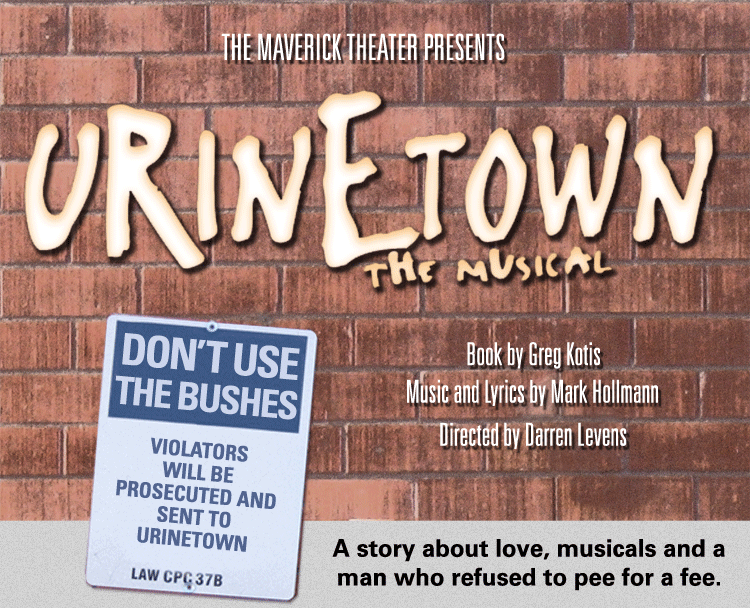 THE MAVERICK THEATER PRESENTS
URINETOWN
THE MUSICAL
Book by Greg Kotis
Music and Lyrics by Mark Hollmann
Directed by Darren Levens
DON'T USE
THE BUSHES
VIOLATORS
WILL BE
PROSECUTED AND
SENT TO
URINETOWN
LAW CPC 37B
A story about love, musicals and a
man who refused to pee for a fee.